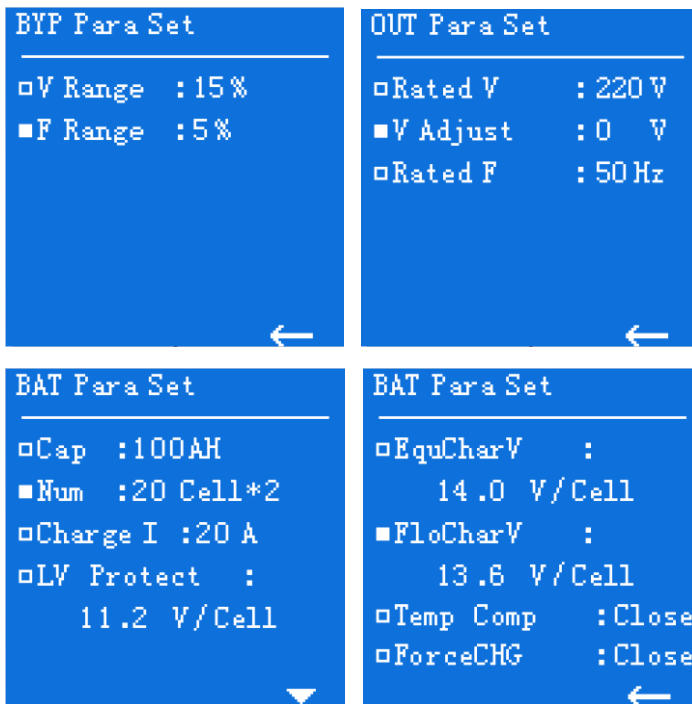 BYP Para Set
V Range :15%
F Range :5%
OUT Para Set
Rated V :220 V
V Adjust :0 V
Rated F :50 Hz
BAT Para Set
Cap :100AH
Num :20 Cell*2
Charge I :20 A
LV Protect :
11.2 V/Cell
BAT Para Set
EquCharV :
14.0 V/Cell
FloCharV :
13.6 V/Cell
Temp Comp :Close
ForceCHG :Close